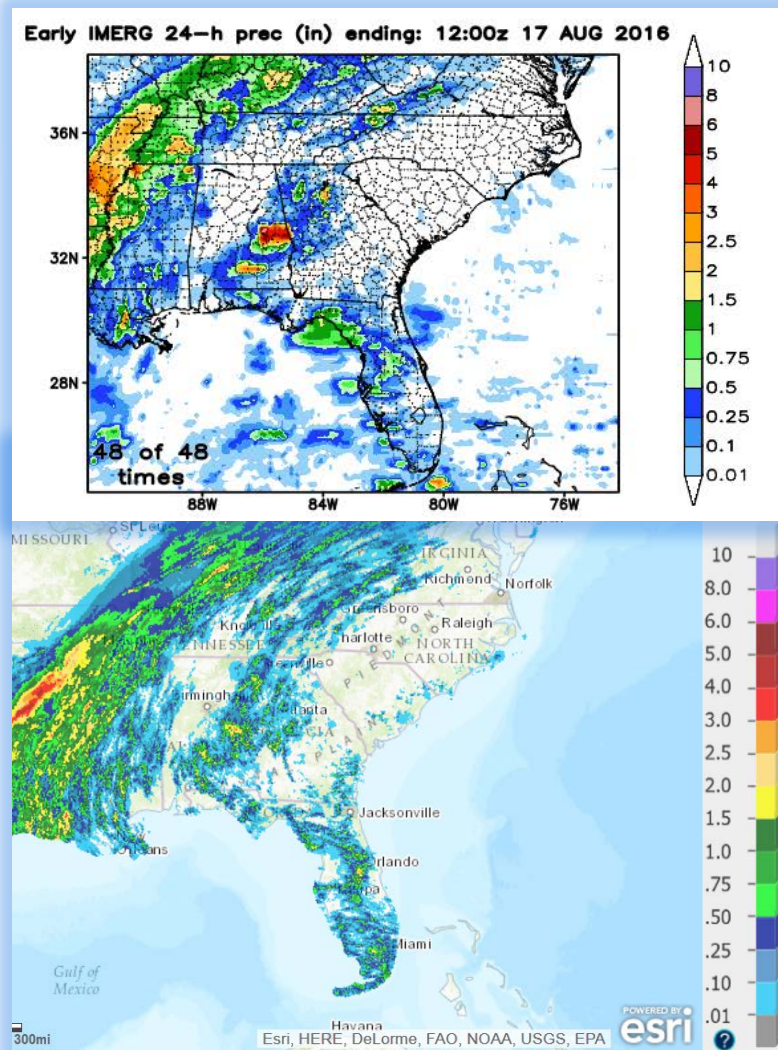 Early IMERG 24-h prec (in) ending: 12:00z 17 AUG 2016
10
8
6
5
4
3
2.5
2
1.5
1
0.75
0.5
0.25
0.1
0.01
36N
32N
28N
48 of 48
times
88W 84W 80W 76W
MISSOURI
Richmond
Norfolk
Raleigh
NORTH
CAROLINA
PIEDMONT
Jacksonville
Miami
Gulf of
Mexico
Havana
300mi
Esri, HERE, DeLorme, FAO, NOAA, USGS, EPA
POWERED BY
esri
10
8.0
6.0
5.0
4.0
3.0
2.5
2.0
1.5
1.0
.75
.50
.25
.10
.01
?